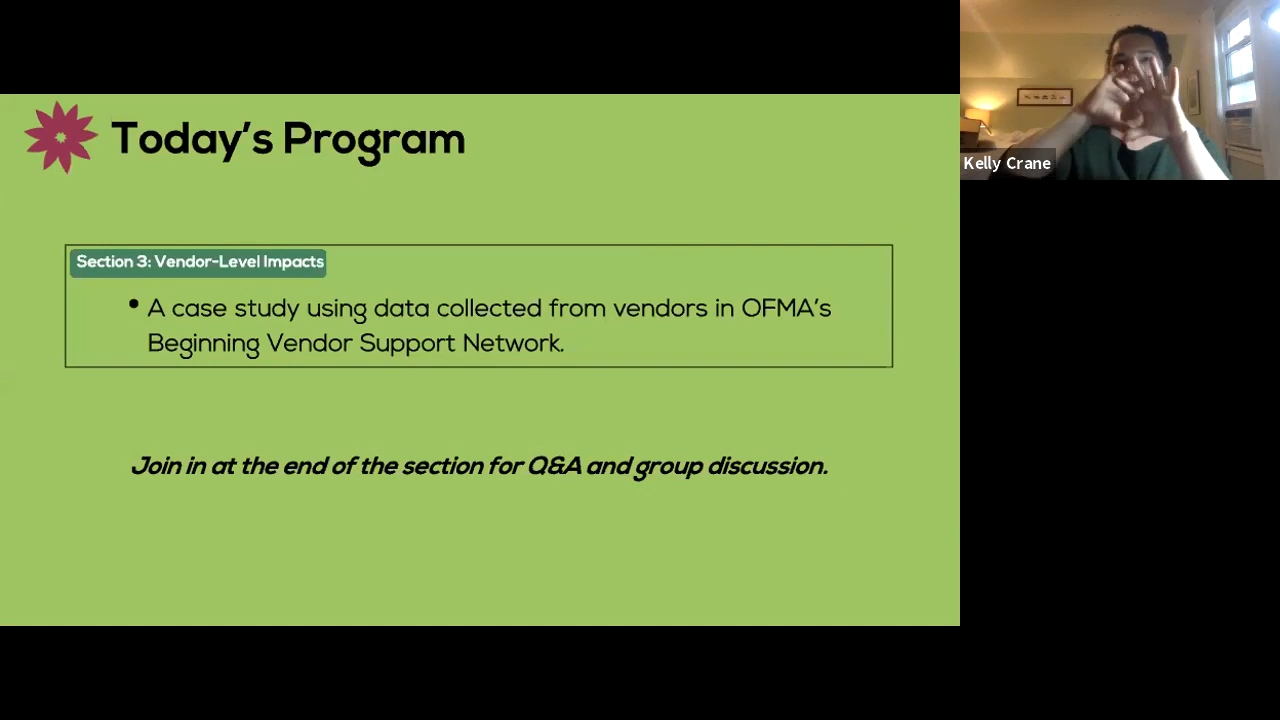 Today's Program
Section 3: Vendor-Level Impacts
• A case study using data collected from vendors in OFMA's
Beginning Vendor Support Network.
Join in at the end of the section for Q&A and group discussion.
Kelly Crane